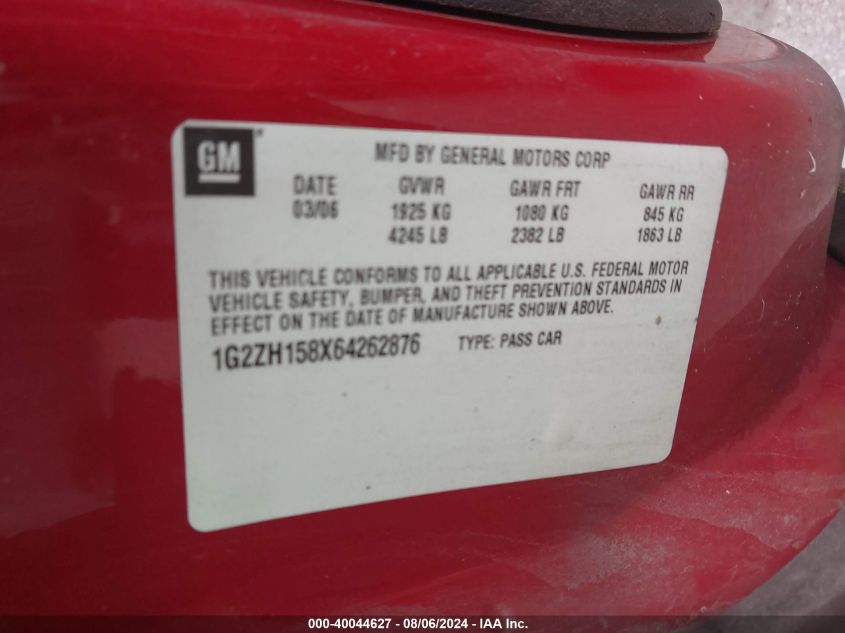 GM
MFD BY GENERAL MOTORS CORP
DATE GVWR GAWR FRT GAWR RR
03/06 1925 KG 1080 KG 845 KG
4245 LB 2382 LB 1863 LB
THIS VEHICLE CONFORMS TO ALL APPLICABLE U.S. FEDERAL MOTOR
VEHICLE SAFETY, BUMPER, AND THEFT PREVENTION STANDARDS IN
EFFECT ON THE DATE OF MANUFACTURE SHOWN ABOVE.
1G2ZH158X64262876 TYPE: PASS CAR
000-40044627 - 08/06/2024 - IAA Inc.